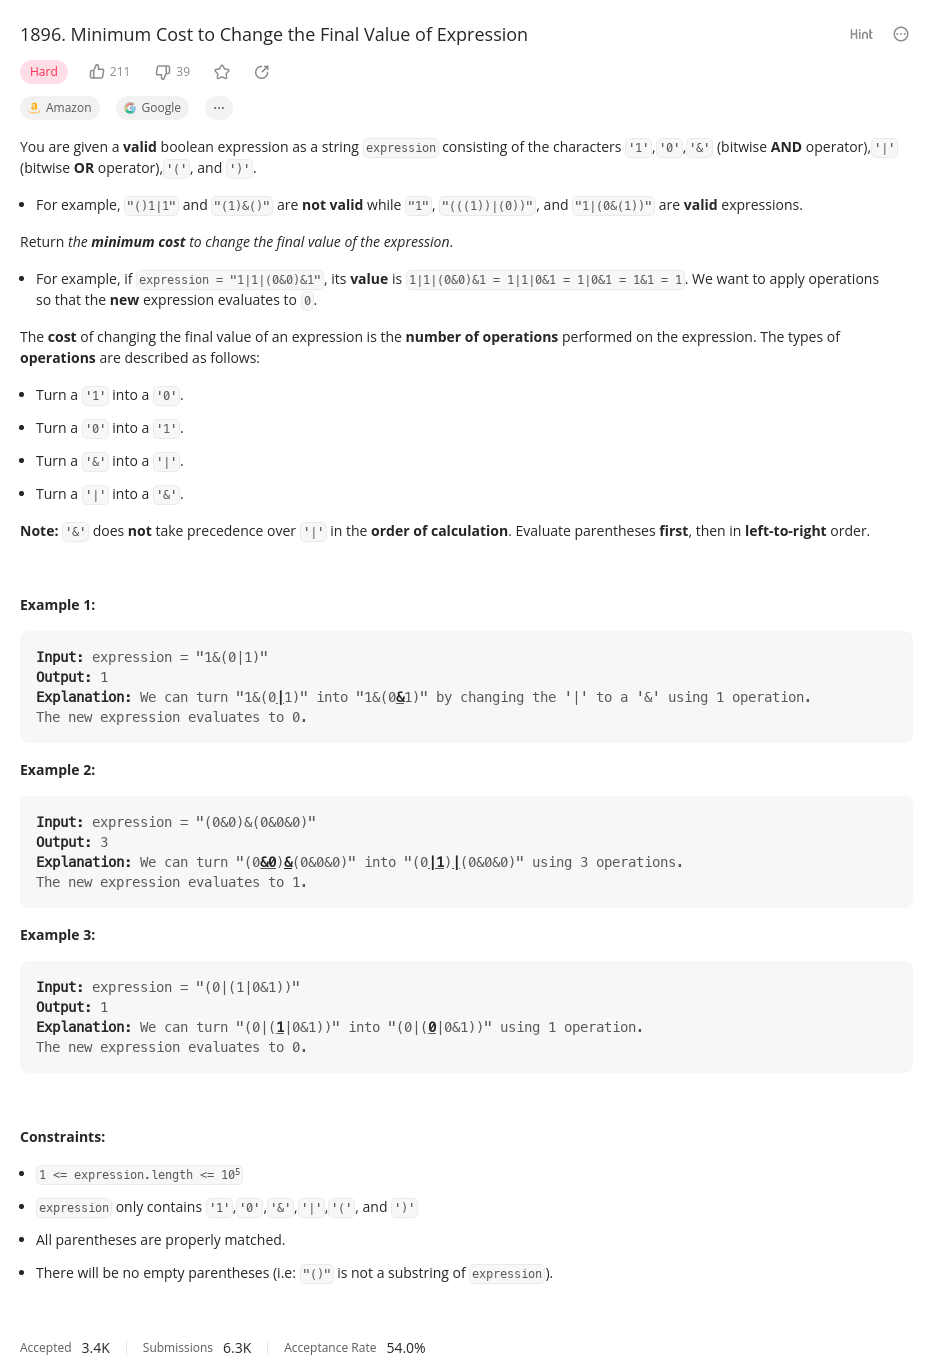 1896. Minimum Cost to Change the Final Value of Expression
Hint
Hard
211
39
Amazon
Google
···
You are given a valid boolean expression as a string expression consisting of the characters '1','0','&' (bitwise AND operator),'|'
(bitwise OR operator),'(', and ')'.
For example, "()1|1" and "(1)&()" are not valid while "1", "(((1))|(0))", and "1|(0&(1))" are valid expressions.
Return the minimum cost to change the final value of the expression.
For example, if expression = "1|1|(0&0)&1", its value is 1|1|(0&0)&1 = 1|1|0&1 = 1|0&1 = 1&1 = 1. We want to apply operations
so that the new expression evaluates to 0.
The cost of changing the final value of an expression is the number of operations performed on the expression. The types of
operations are described as follows:
Turn a '1' into a '0'.
Turn a '0' into a '1'.
Turn a '&' into a '|'.
Turn a '|' into a '&'.
Note: '&' does not take precedence over '|' in the order of calculation. Evaluate parentheses first, then in left-to-right order.
Example 1:
Input: expression = "1&(0|1)"
Output: 1
Explanation: We can turn "1&(0|1)" into "1&(0&1)" by changing the '|' to a '&' using 1 operation.
The new expression evaluates to 0.
Example 2:
Input: expression = "(0&0)&(0&0&0)"
Output: 3
Explanation: We can turn "(0&0)&(0&0&0)" into "(0|1)|(0&0&0)" using 3 operations.
The new expression evaluates to 1.
Example 3:
Input: expression = "(0|(1|0&1))"
Output: 1
Explanation: We can turn "(0|(1|0&1))" into "(0|(0|0&1))" using 1 operation.
The new expression evaluates to 0.
Constraints:
1 <= expression.length <= 10⁵
expression only contains '1','0','&','|','(', and ')'
All parentheses are properly matched.
There will be no empty parentheses (i.e: "()" is not a substring of expression).
Accepted 3.4K Submissions 6.3K Acceptance Rate 54.0%